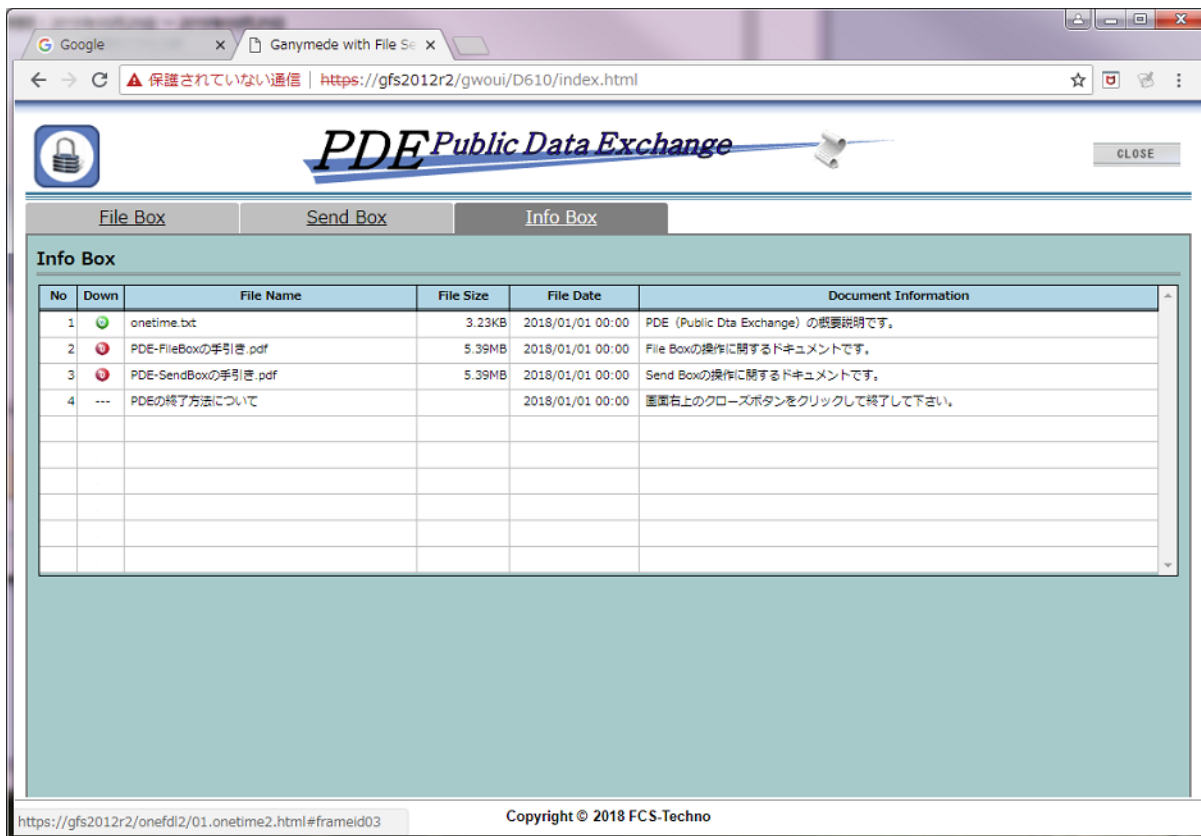 Google
Ganymede with File Se
保護されていない通信 | https://gfs2012r2/gwoui/D610/index.html
PDE Public Data Exchange
CLOSE
File Box Send Box Info Box
Info Box
No Down File Name File Size File Date Document Information
1 onetime.txt 3.23KB 2018/01/01 00:00 PDE（Public Dta Exchange）の概要説明です。
2 PDE-FileBoxの手引き.pdf 5.39MB 2018/01/01 00:00 File Boxの操作に関するドキュメントです。
3 PDE-SendBoxの手引き.pdf 5.39MB 2018/01/01 00:00 Send Boxの操作に関するドキュメントです。
4 --- PDEの終了方法について 2018/01/01 00:00 画面右上のクローズボタンをクリックして終了して下さい。
Copyright © 2018 FCS-Techno
https://gfs2012r2/onefdl2/01.onetime2.html#frameid03